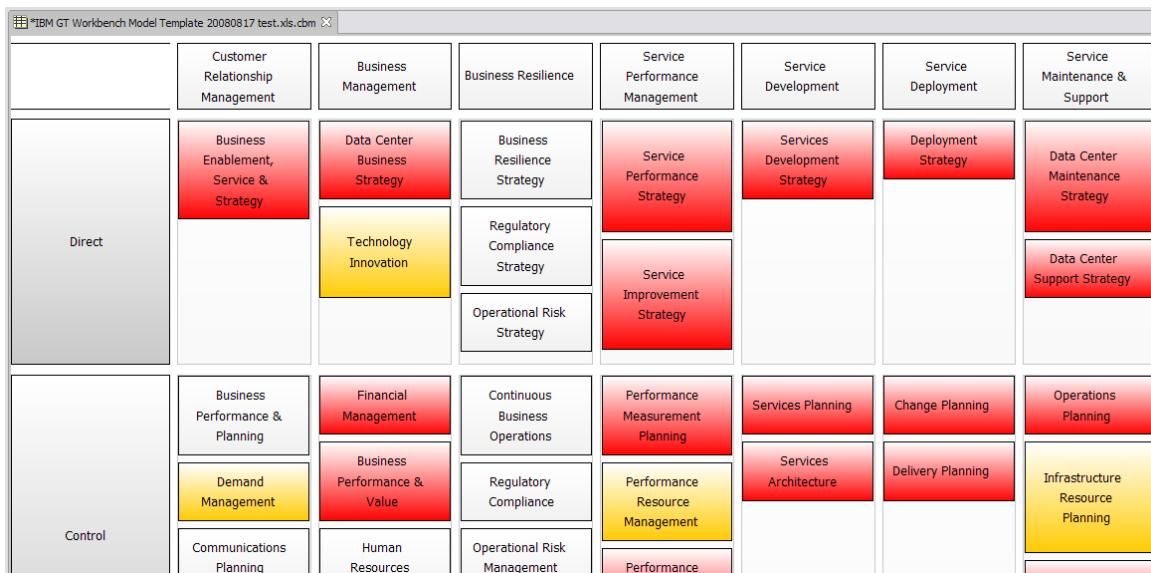 *IBM GT Workbench Model Template 20080817 test.xls.cbm
Customer
Relationship
Management
Business
Management
Business Resilience
Service
Performance
Management
Service
Development
Service
Deployment
Service
Maintenance &
Support
Direct
Business
Enablement,
Service &
Strategy
Data Center
Business
Strategy
Technology
Innovation
Business
Resilience
Strategy
Regulatory
Compliance
Strategy
Operational Risk
Strategy
Service
Performance
Strategy
Service
Improvement
Strategy
Services
Development
Strategy
Deployment
Strategy
Data Center
Maintenance
Strategy
Data Center
Support Strategy
Control
Business
Performance &
Planning
Demand
Management
Communications
Planning
Financial
Management
Business
Performance &
Value
Human
Resources
Continuous
Business
Operations
Regulatory
Compliance
Operational Risk
Management
Performance
Measurement
Planning
Performance
Resource
Management
Performance
Services Planning
Services
Architecture
Change Planning
Delivery Planning
Operations
Planning
Infrastructure
Resource
Planning